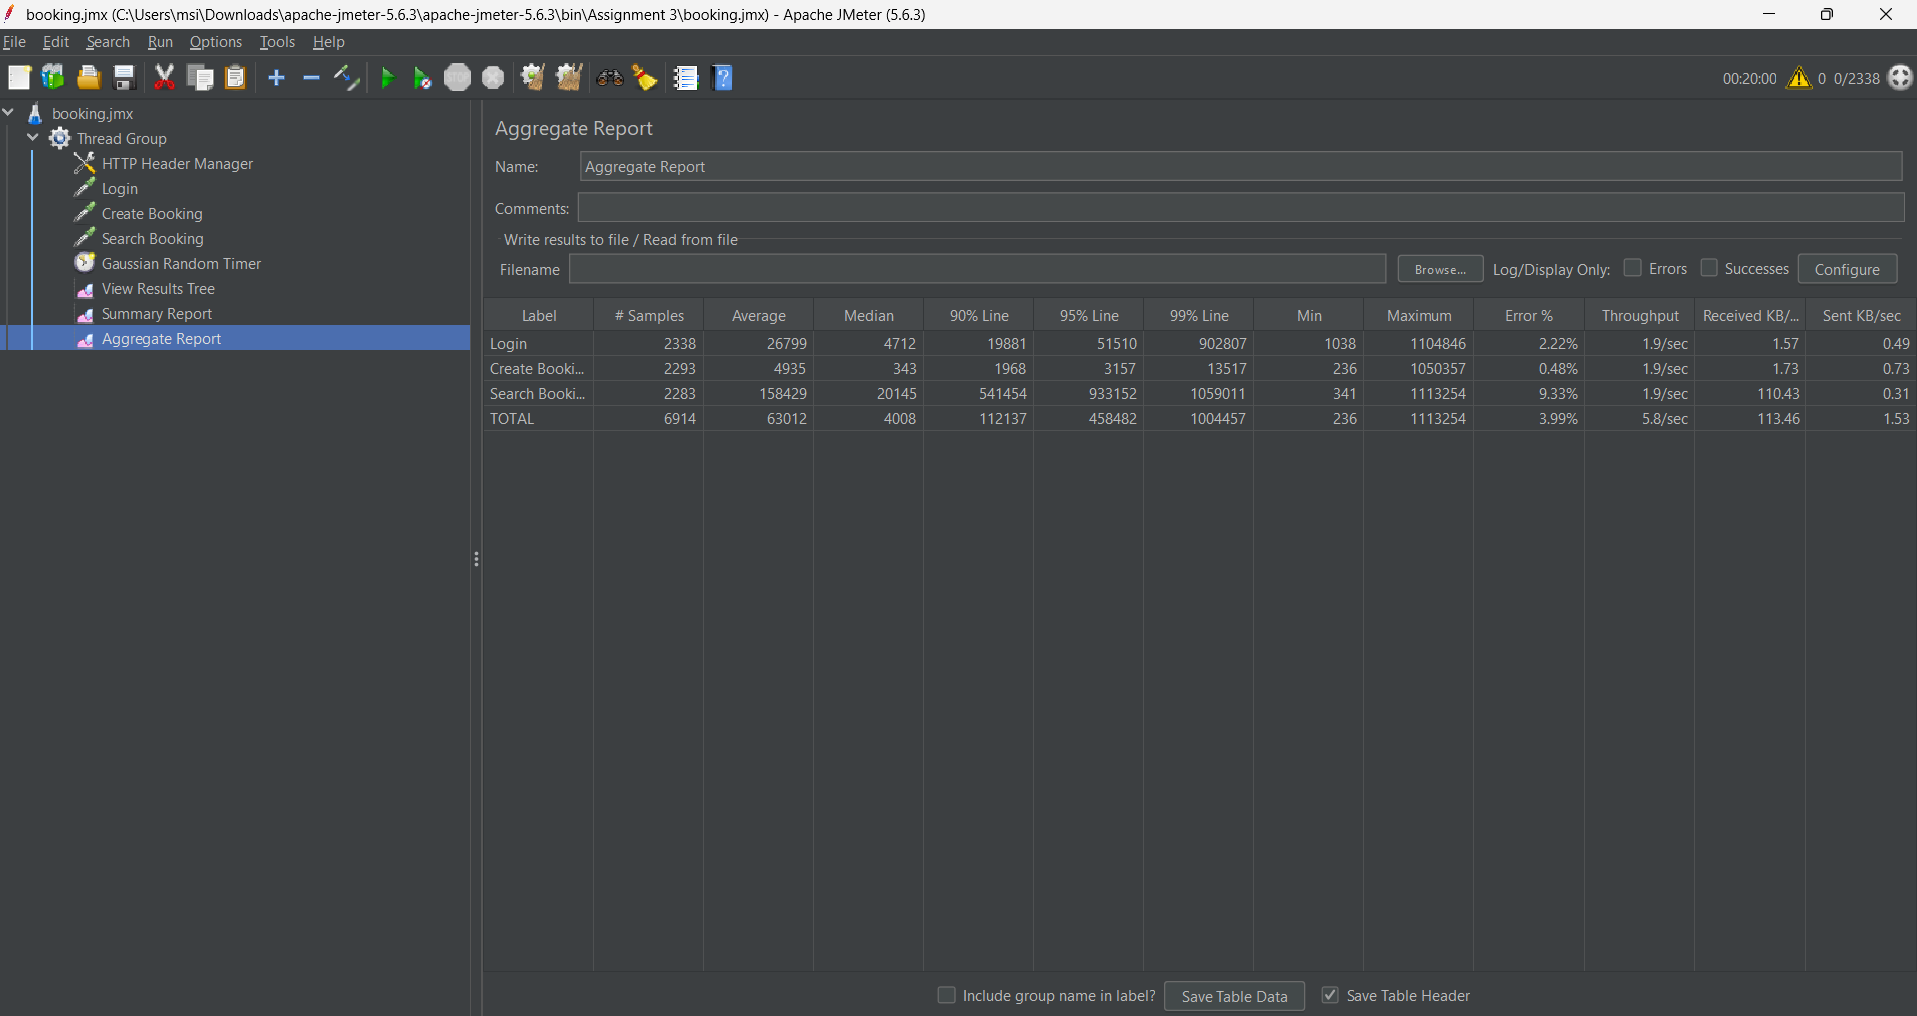 booking.jmx (C:\Users\msi\Downloads\apache-jmeter-5.6.3\apache-jmeter-5.6.3\bin\Assignment 3\booking.jmx) - Apache JMeter (5.6.3)
File Edit Search Run Options Tools Help
STOP
00:20:00 0 0/2338
booking.jmx
Thread Group
HTTP Header Manager
Login
Create Booking
Search Booking
Gaussian Random Timer
View Results Tree
Summary Report
Aggregate Report
Aggregate Report
Name: Aggregate Report
Comments:
Write results to file / Read from file
Filename Browse... Log/Display Only: Errors Successes Configure
Label # Samples Average Median 90% Line 95% Line 99% Line Min Maximum Error % Throughput Received KB/... Sent KB/sec
Login 2338 26799 4712 19881 51510 902807 1038 1104846 2.22% 1.9/sec 1.57 0.49
Create Booki... 2293 4935 343 1968 3157 13517 236 1050357 0.48% 1.9/sec 1.73 0.73
Search Booki... 2283 158429 20145 541454 933152 1059011 341 1113254 9.33% 1.9/sec 110.43 0.31
TOTAL 6914 63012 4008 112137 458482 1004457 236 1113254 3.99% 5.8/sec 113.46 1.53
Include group name in label? Save Table Data Save Table Header